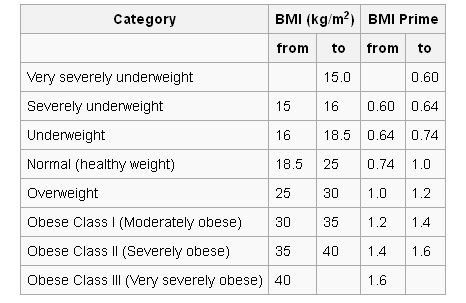 Category BMI (kg/m²) BMI Prime
from to from to
Very severely underweight 15.0 0.60
Severely underweight 15 16 0.60 0.64
Underweight 16 18.5 0.64 0.74
Normal (healthy weight) 18.5 25 0.74 1.0
Overweight 25 30 1.0 1.2
Obese Class I (Moderately obese) 30 35 1.2 1.4
Obese Class II (Severely obese) 35 40 1.4 1.6
Obese Class III (Very severely obese) 40 1.6